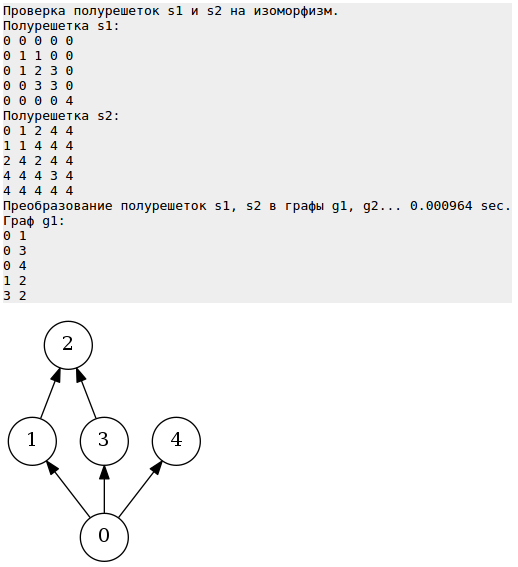 Проверка полурешеток s1 и s2 на изоморфизм.
Полурешетка s1:
0 0 0 0 0
0 1 1 0 0
0 1 2 3 0
0 0 3 3 0
0 0 0 0 4
Полурешетка s2:
0 1 2 4 4
1 1 4 4 4
2 4 2 4 4
4 4 4 3 4
4 4 4 4 4
Преобразование полурешеток s1, s2 в графы g1, g2... 0.000964 sec.
Граф g1:
0 1
0 3
0 4
1 2
3 2
2
1 3 4
0